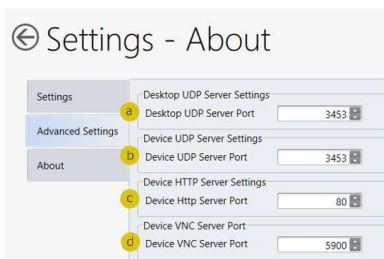 Settings - About
Settings
Advanced Settings
About
Desktop UDP Server Settings
a Desktop UDP Server Port 3453
Device UDP Server Settings
b Device UDP Server Port 3453
Device HTTP Server Settings
c Device Http Server Port 80
Device VNC Server Port
d Device VNC Server Port 5900